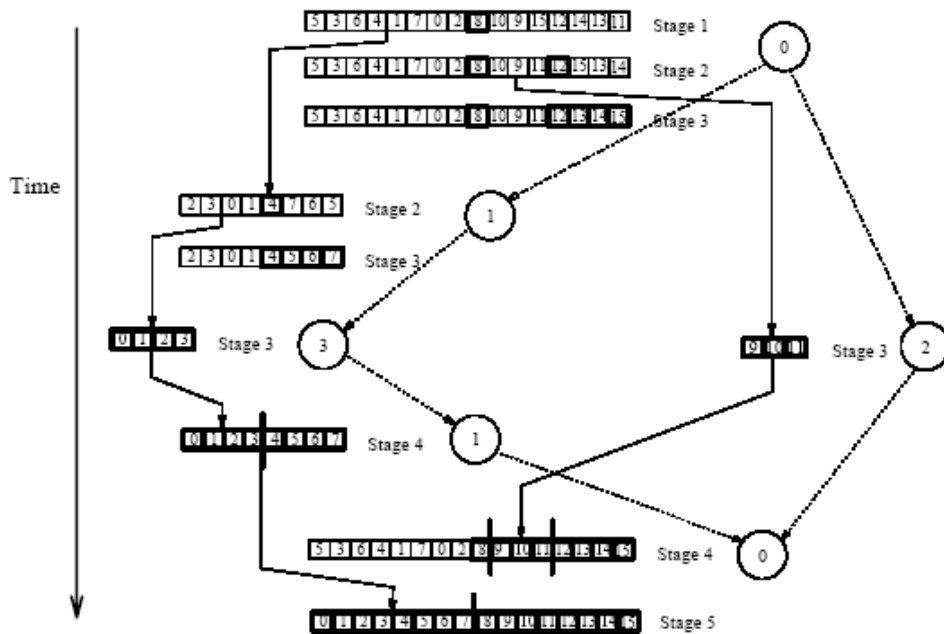 5 3 6 4 1 7 0 2 8 10 9 15 12 14 13 11 Stage 1
0
5 3 6 4 1 7 0 2 8 10 9 11 12 15 13 14 Stage 2
5 3 6 4 1 7 0 2 8 10 9 11 12 13 14 15 Stage 3
Time
2 3 0 1 4 7 6 5 Stage 2
1
2 3 0 1 4 5 6 7 Stage 3
0 1 2 3 Stage 3
3
9 10 11 Stage 3
2
0 1 2 3 4 5 6 7 Stage 4
1
5 3 6 4 1 7 0 2 8 9 10 11 12 13 14 15 Stage 4
0
0 1 2 3 4 5 6 7 8 9 10 11 12 13 14 15 Stage 5